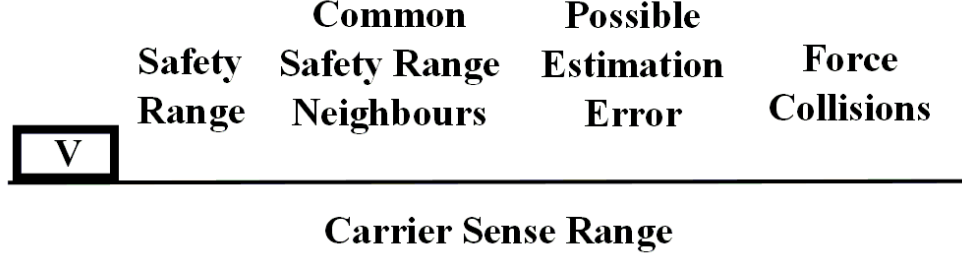 V
Safety
Range
Common
Safety Range
Neighbours
Possible
Estimation
Error
Force
Collisions
Carrier Sense Range